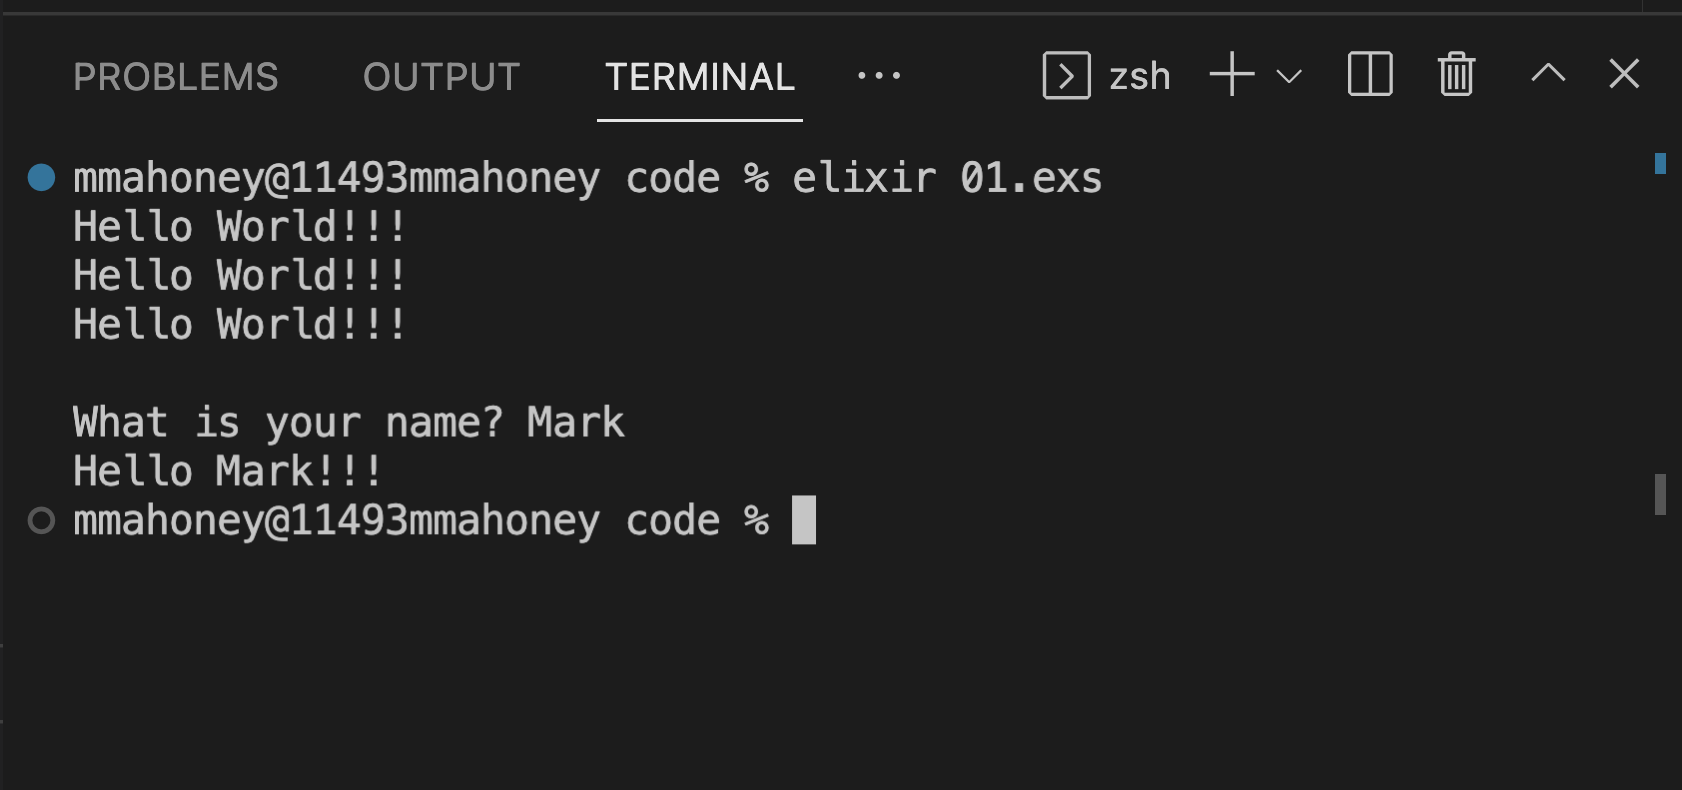 PROBLEMS OUTPUT TERMINAL ... zsh
mmahoney@11493mmahoney code % elixir 01.exs
Hello World!!!
Hello World!!!
Hello World!!!
What is your name? Mark
Hello Mark!!!
mmahoney@11493mmahoney code %